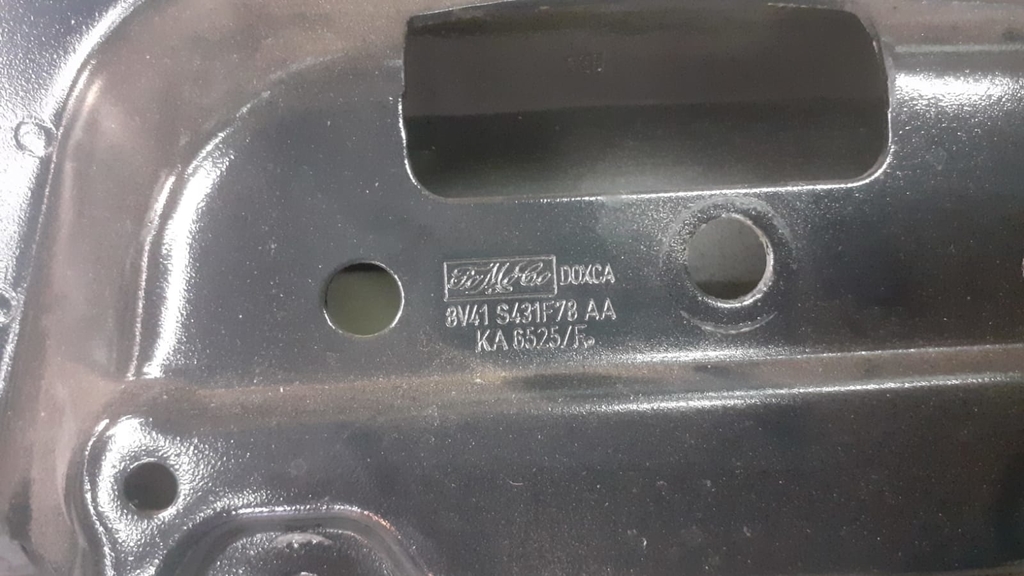 FoMoCo DOXCA
8V41 S431F78 AA
KA 6525/F